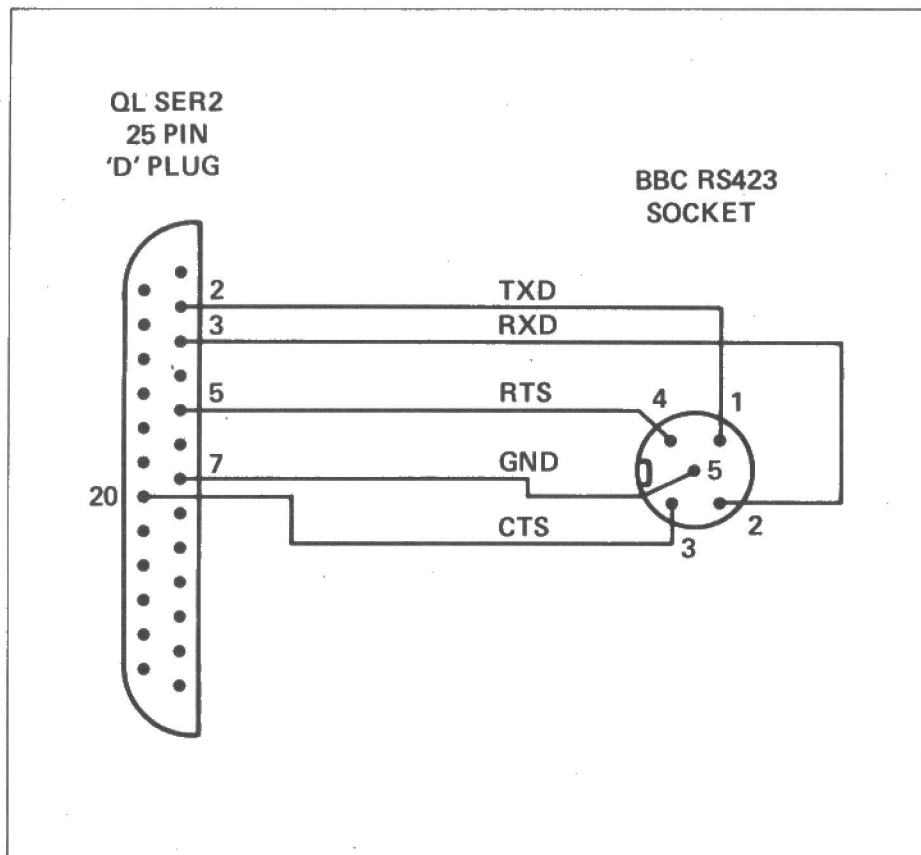 QL SER2
25 PIN
'D' PLUG
BBC RS423
SOCKET
2
TXD
3
RXD
5
RTS
4
1
7
GND
5
20
CTS
3
2